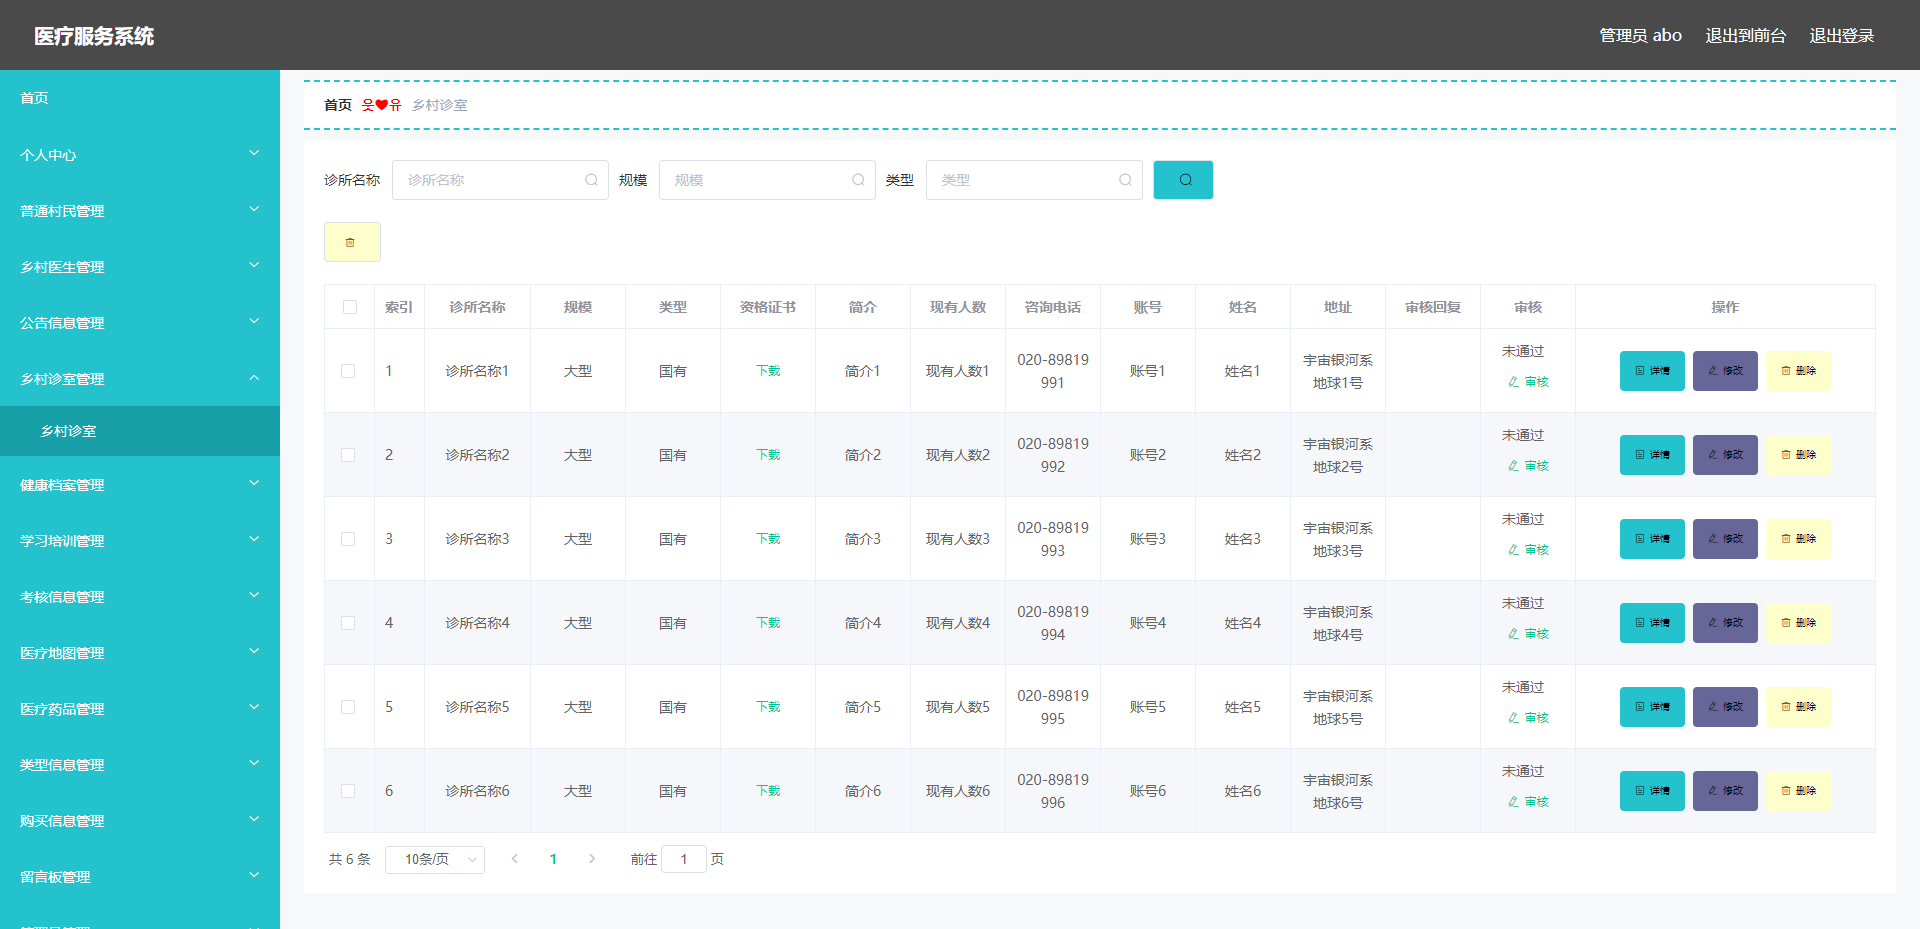 医疗服务系统
管理员 abo 退出到前台 退出登录
首页
个人中心
普通村民管理
乡村医生管理
公告信息管理
乡村诊室管理
乡村诊室
健康档案管理
学习培训管理
考核信息管理
医疗地图管理
医疗药品管理
类型信息管理
购买信息管理
留言板管理
首页 웃❤유 乡村诊室
诊所名称 诊所名称 规模 规模 类型 类型
索引 诊所名称 规模 类型 资格证书 简介 现有人数 咨询电话 账号 姓名 地址 审核回复 审核 操作
1 诊所名称1 大型 国有 下载 简介1 现有人数1 020-89819991 账号1 姓名1 宇宙银河系地球1号 未通过 审核 详情 修改 删除
2 诊所名称2 大型 国有 下载 简介2 现有人数2 020-89819992 账号2 姓名2 宇宙银河系地球2号 未通过 审核 详情 修改 删除
3 诊所名称3 大型 国有 下载 简介3 现有人数3 020-89819993 账号3 姓名3 宇宙银河系地球3号 未通过 审核 详情 修改 删除
4 诊所名称4 大型 国有 下载 简介4 现有人数4 020-89819994 账号4 姓名4 宇宙银河系地球4号 未通过 审核 详情 修改 删除
5 诊所名称5 大型 国有 下载 简介5 现有人数5 020-89819995 账号5 姓名5 宇宙银河系地球5号 未通过 审核 详情 修改 删除
6 诊所名称6 大型 国有 下载 简介6 现有人数6 020-89819996 账号6 姓名6 宇宙银河系地球6号 未通过 审核 详情 修改 删除
共 6 条 10条/页 1 前往 1 页